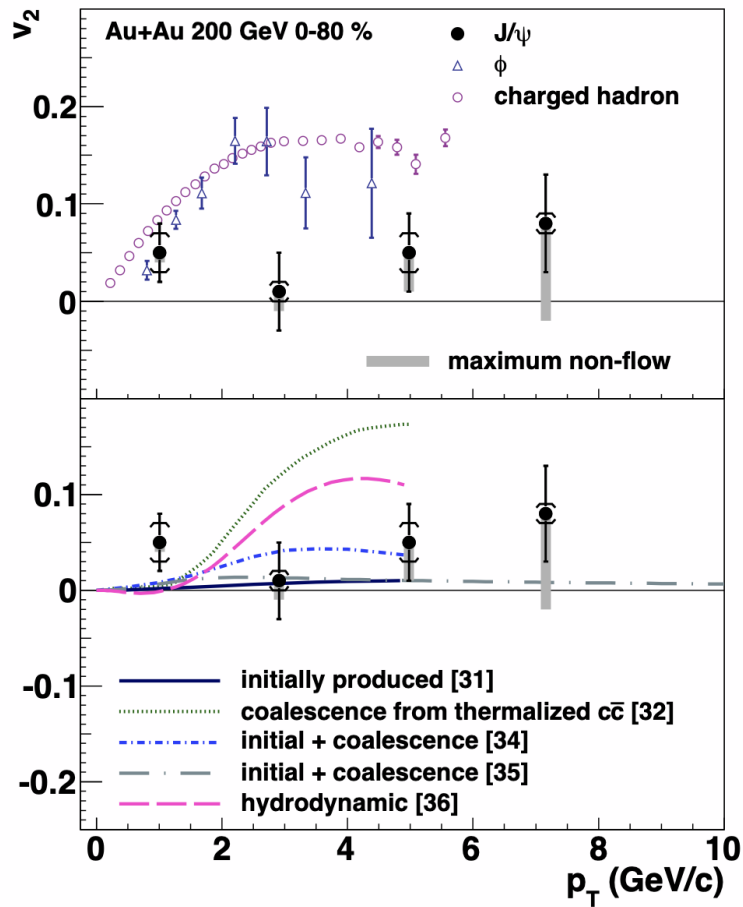 v2
Au+Au 200 GeV 0-80 %
J/ψ
ϕ
charged hadron
0.2
0.1
0
maximum non-flow
0.1
0
-0.1
-0.2
initially produced [31]
coalescence from thermalized cc̅ [32]
initial + coalescence [34]
initial + coalescence [35]
hydrodynamic [36]
0 2 4 6 8 10
pT (GeV/c)